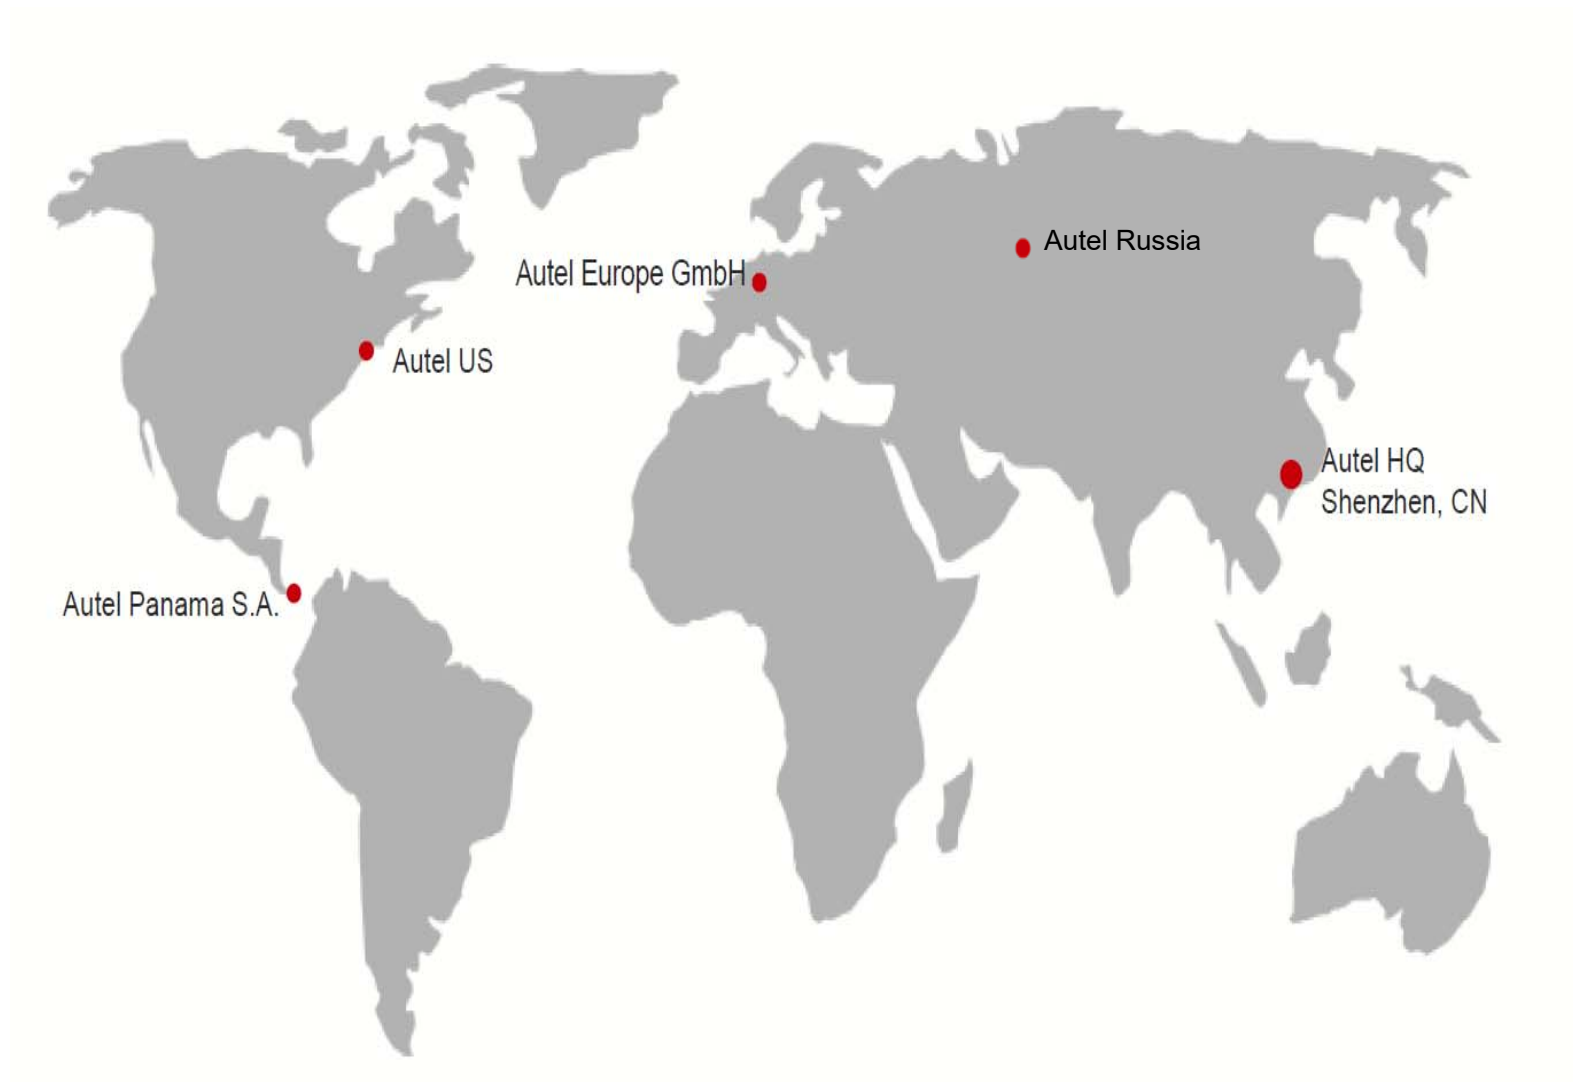 Autel Russia
Autel Europe GmbH
Autel US
Autel HQ
Shenzhen, CN
Autel Panama S.A.